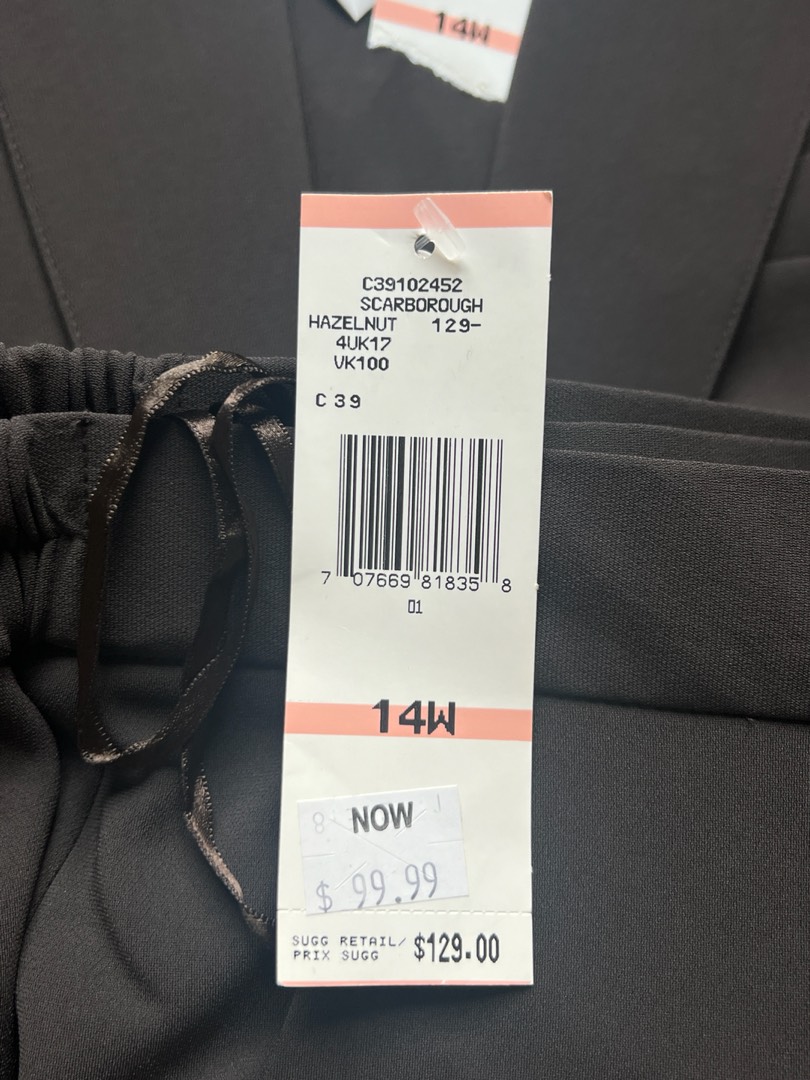 14W
C39102452
SCARBOROUGH
HAZELNUT 129-
4UK17
VK100
C 39
7 07669 81835 8
01
14W
NOW
$ 99.99
SUGG RETAIL/ $129.00
PRIX SUGG